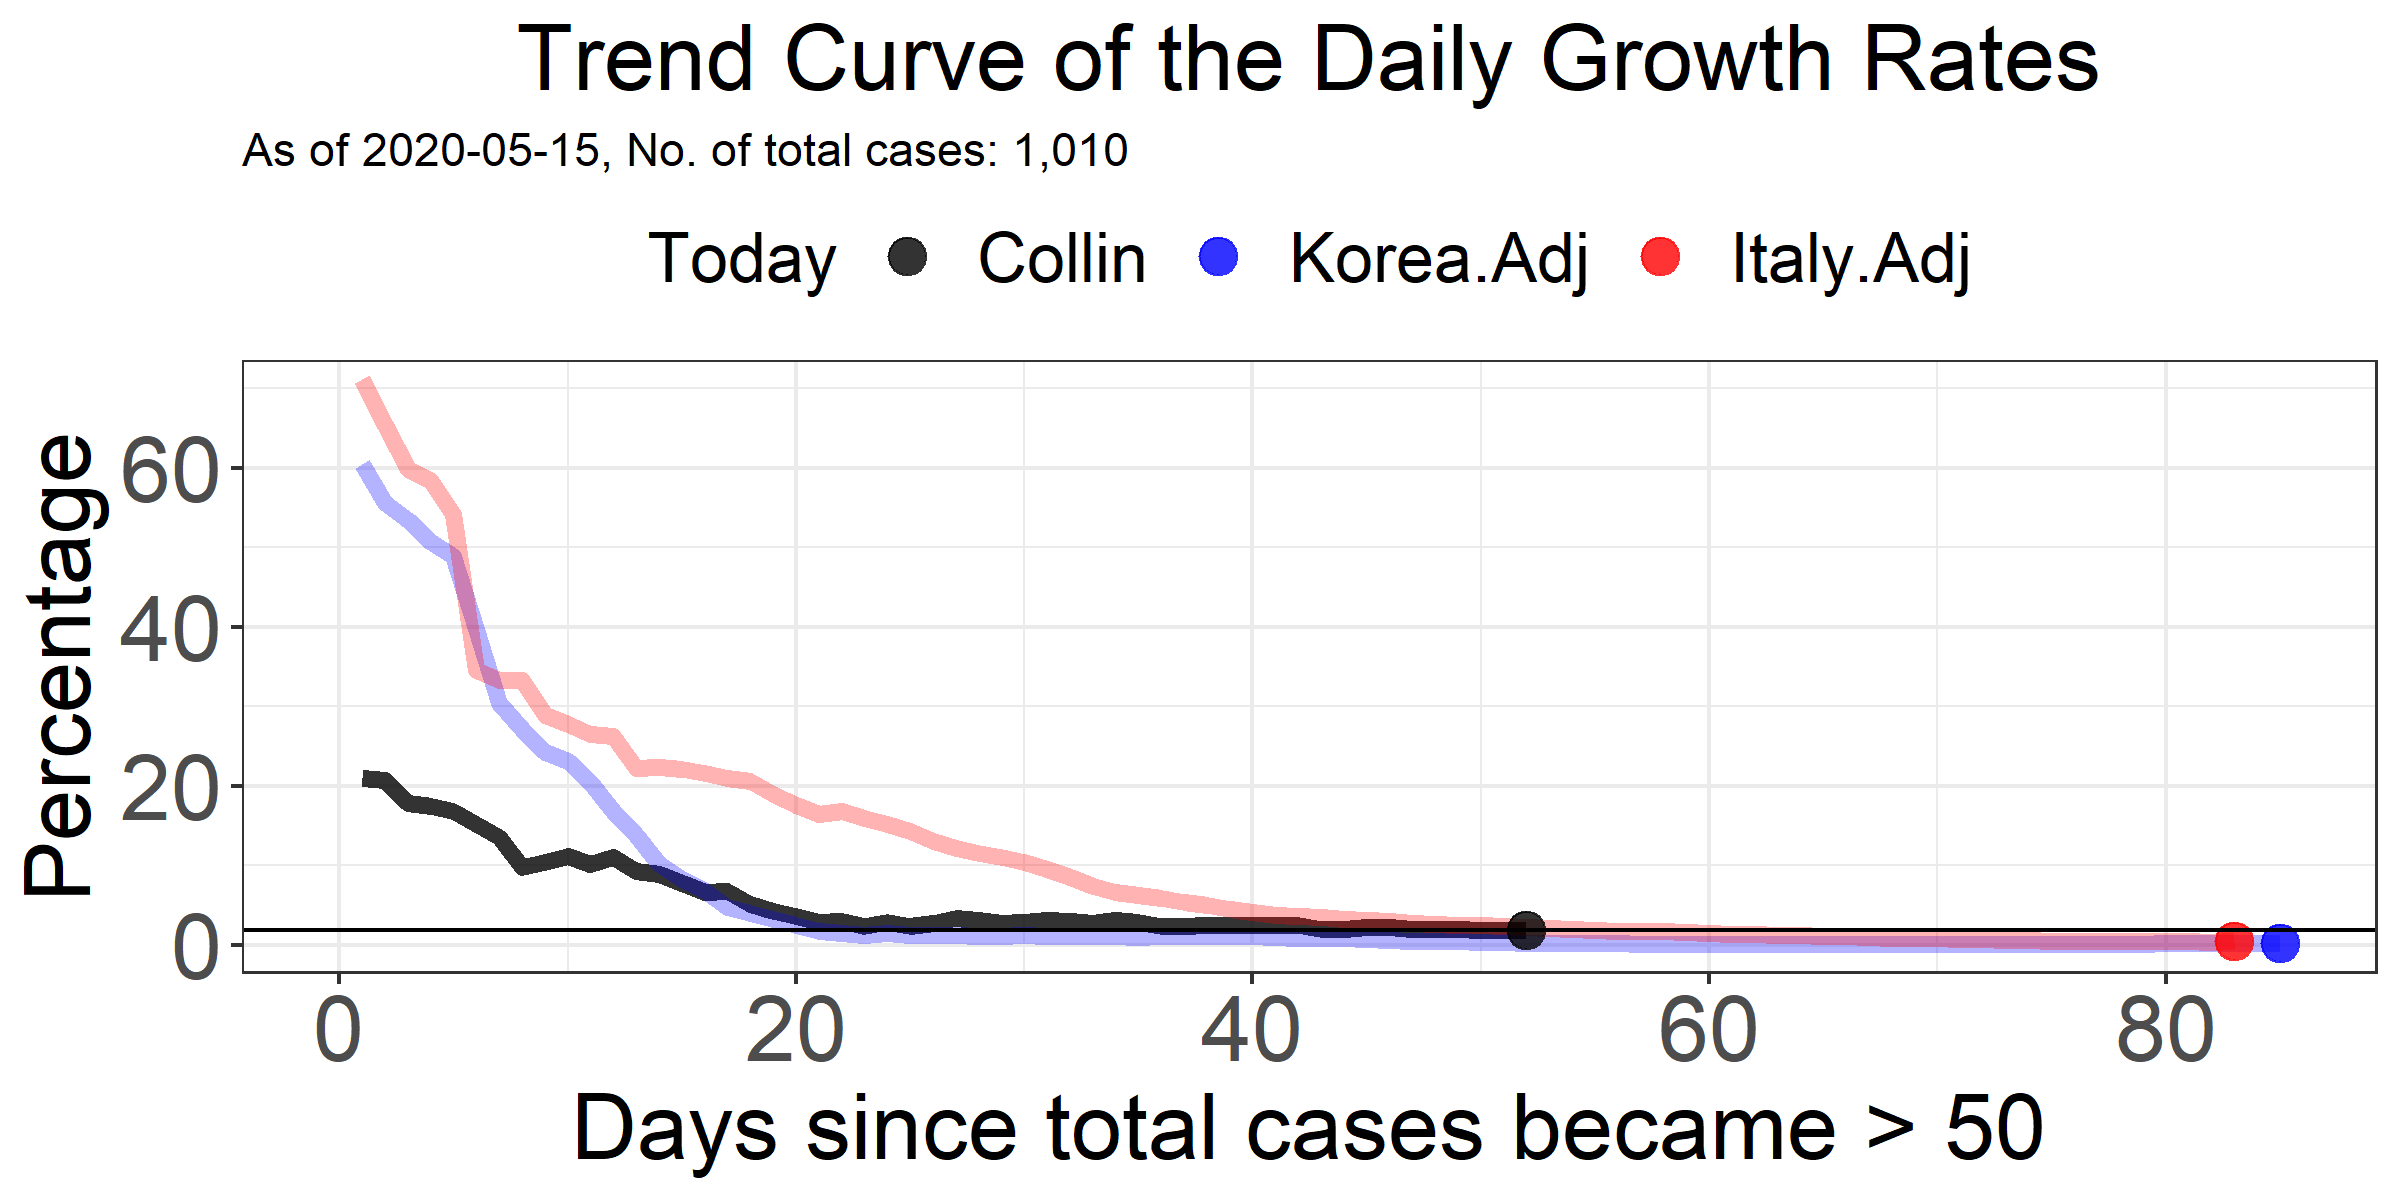 Trend Curve of the Daily Growth Rates
As of 2020-05-15, No. of total cases: 1,010
Today Collin Korea.Adj Italy.Adj
Percentage
60
40
20
0
0 20 40 60 80
Days since total cases became > 50